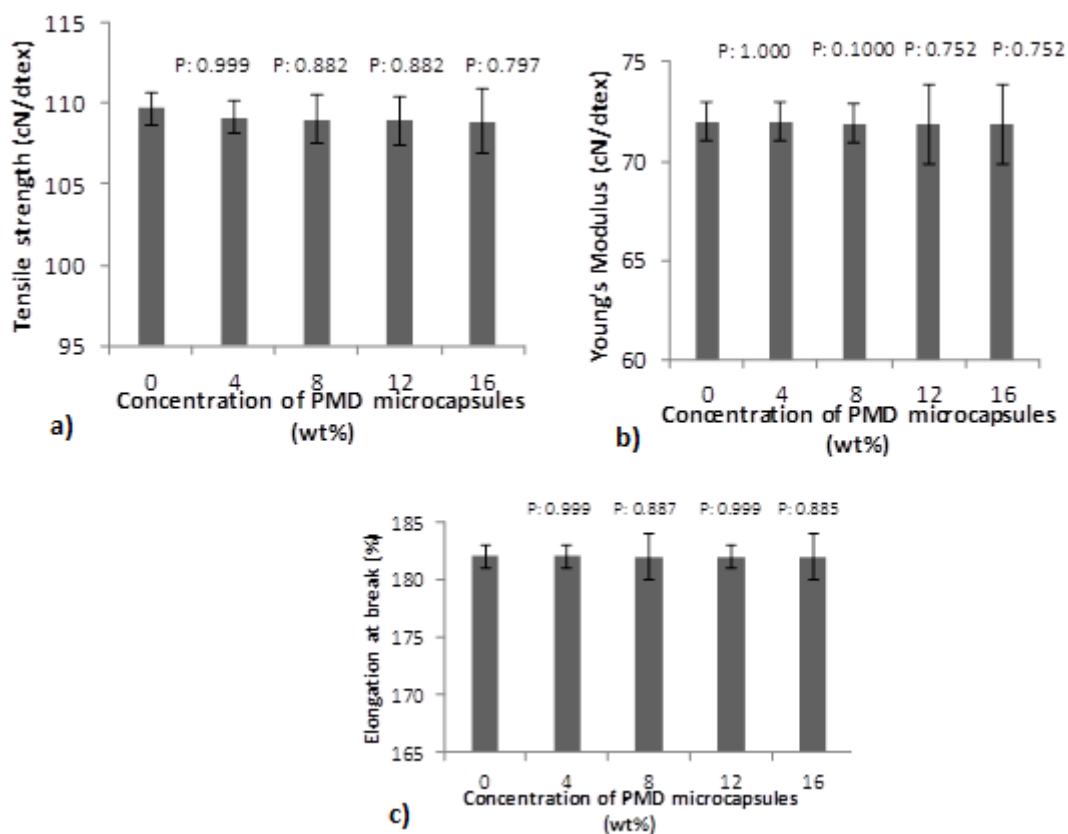 Tensile strength (cN/dtex)
115
110
105
100
95
P: 0.999 P: 0.882 P: 0.882 P: 0.797
0 4 8 12 16
Concentration of PMD microcapsules
(wt%)
a)
Young's Modulus (cN/dtex)
75
70
65
60
P: 1.000 P: 0.1000 P: 0.752 P: 0.752
0 4 8 12 16
Concentration of PMD microcapsules
(wt%)
b)
Elongation at break (%)
185
180
175
170
165
P: 0.999 P: 0.887 P: 0.999 P: 0.885
0 4 8 12 16
Concentration of PMD microcapsules
(wt%)
c)